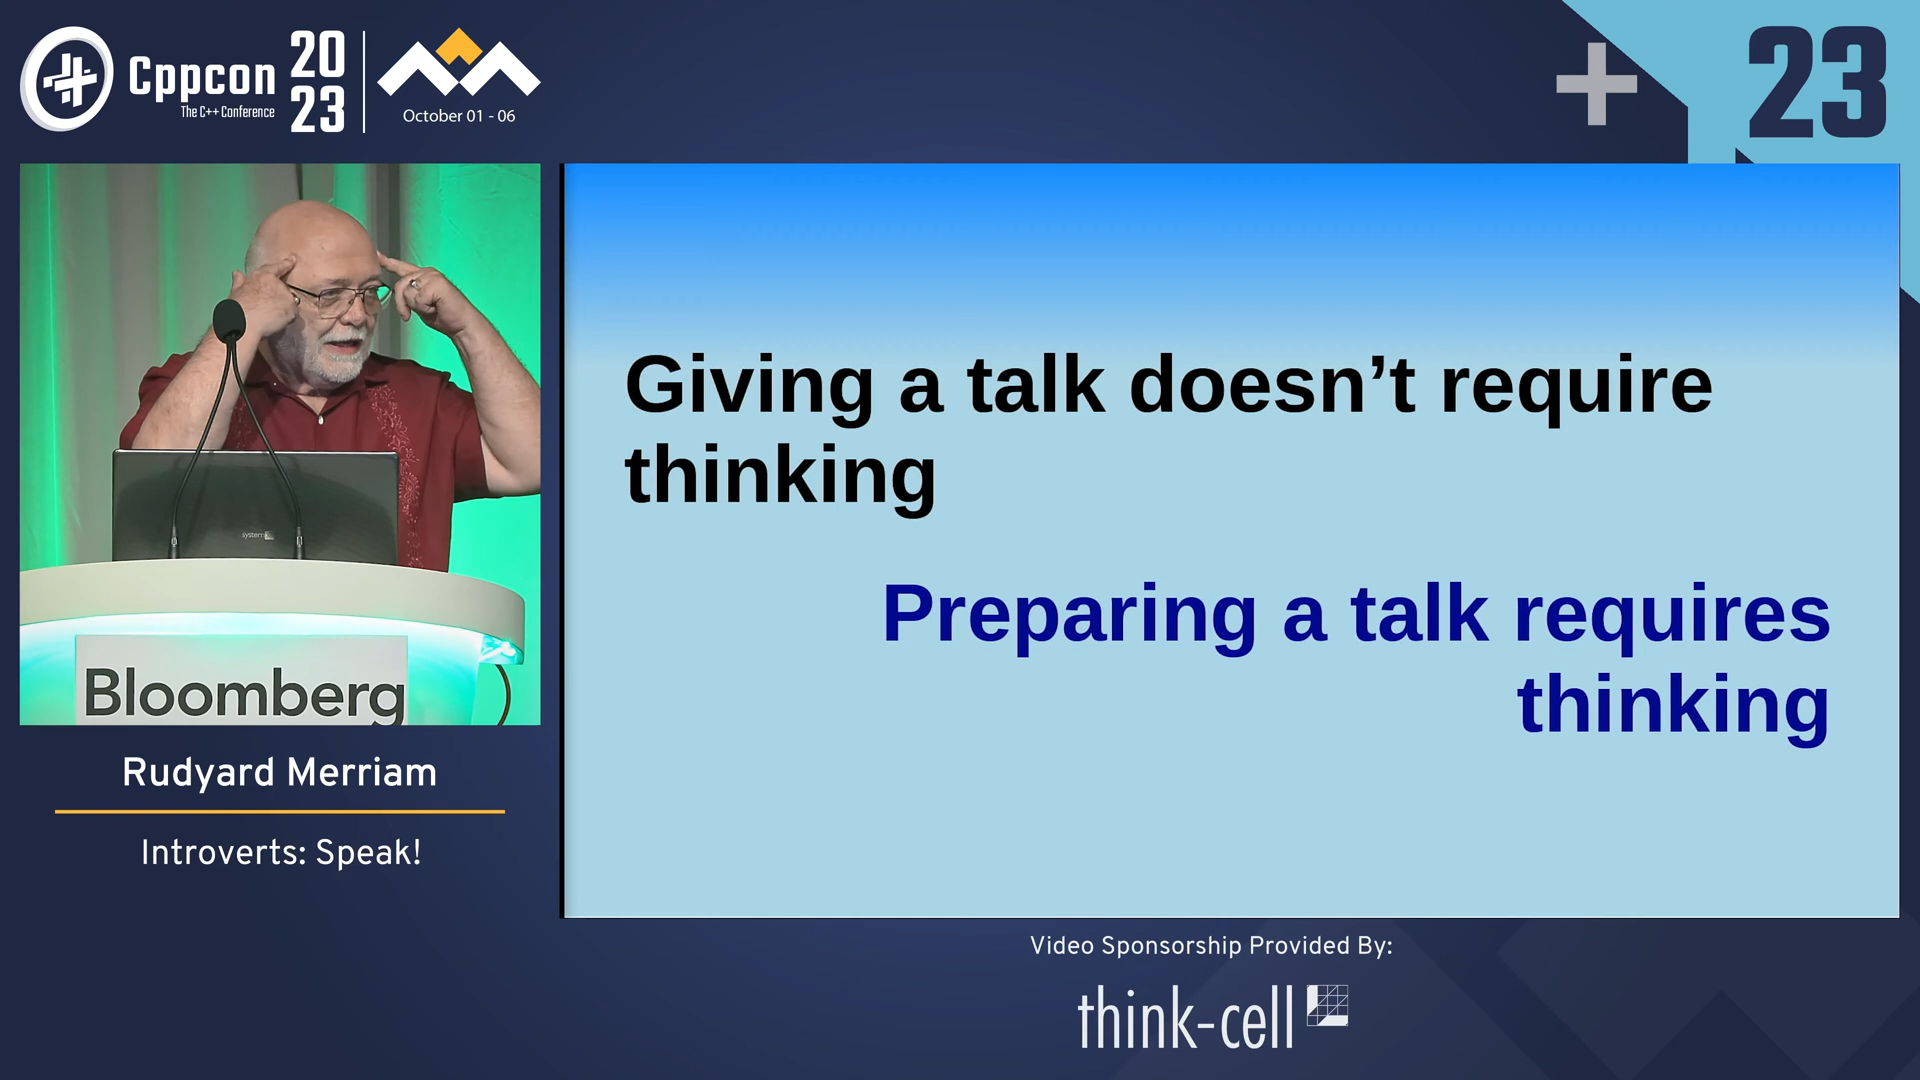 Cppcon
The C++ Conference
20
23
October 01 - 06
23
Giving a talk doesn’t require
thinking
Preparing a talk requires
thinking
system76
Bloomberg
Rudyard Merriam
Introverts: Speak!
Video Sponsorship Provided By:
think-cell